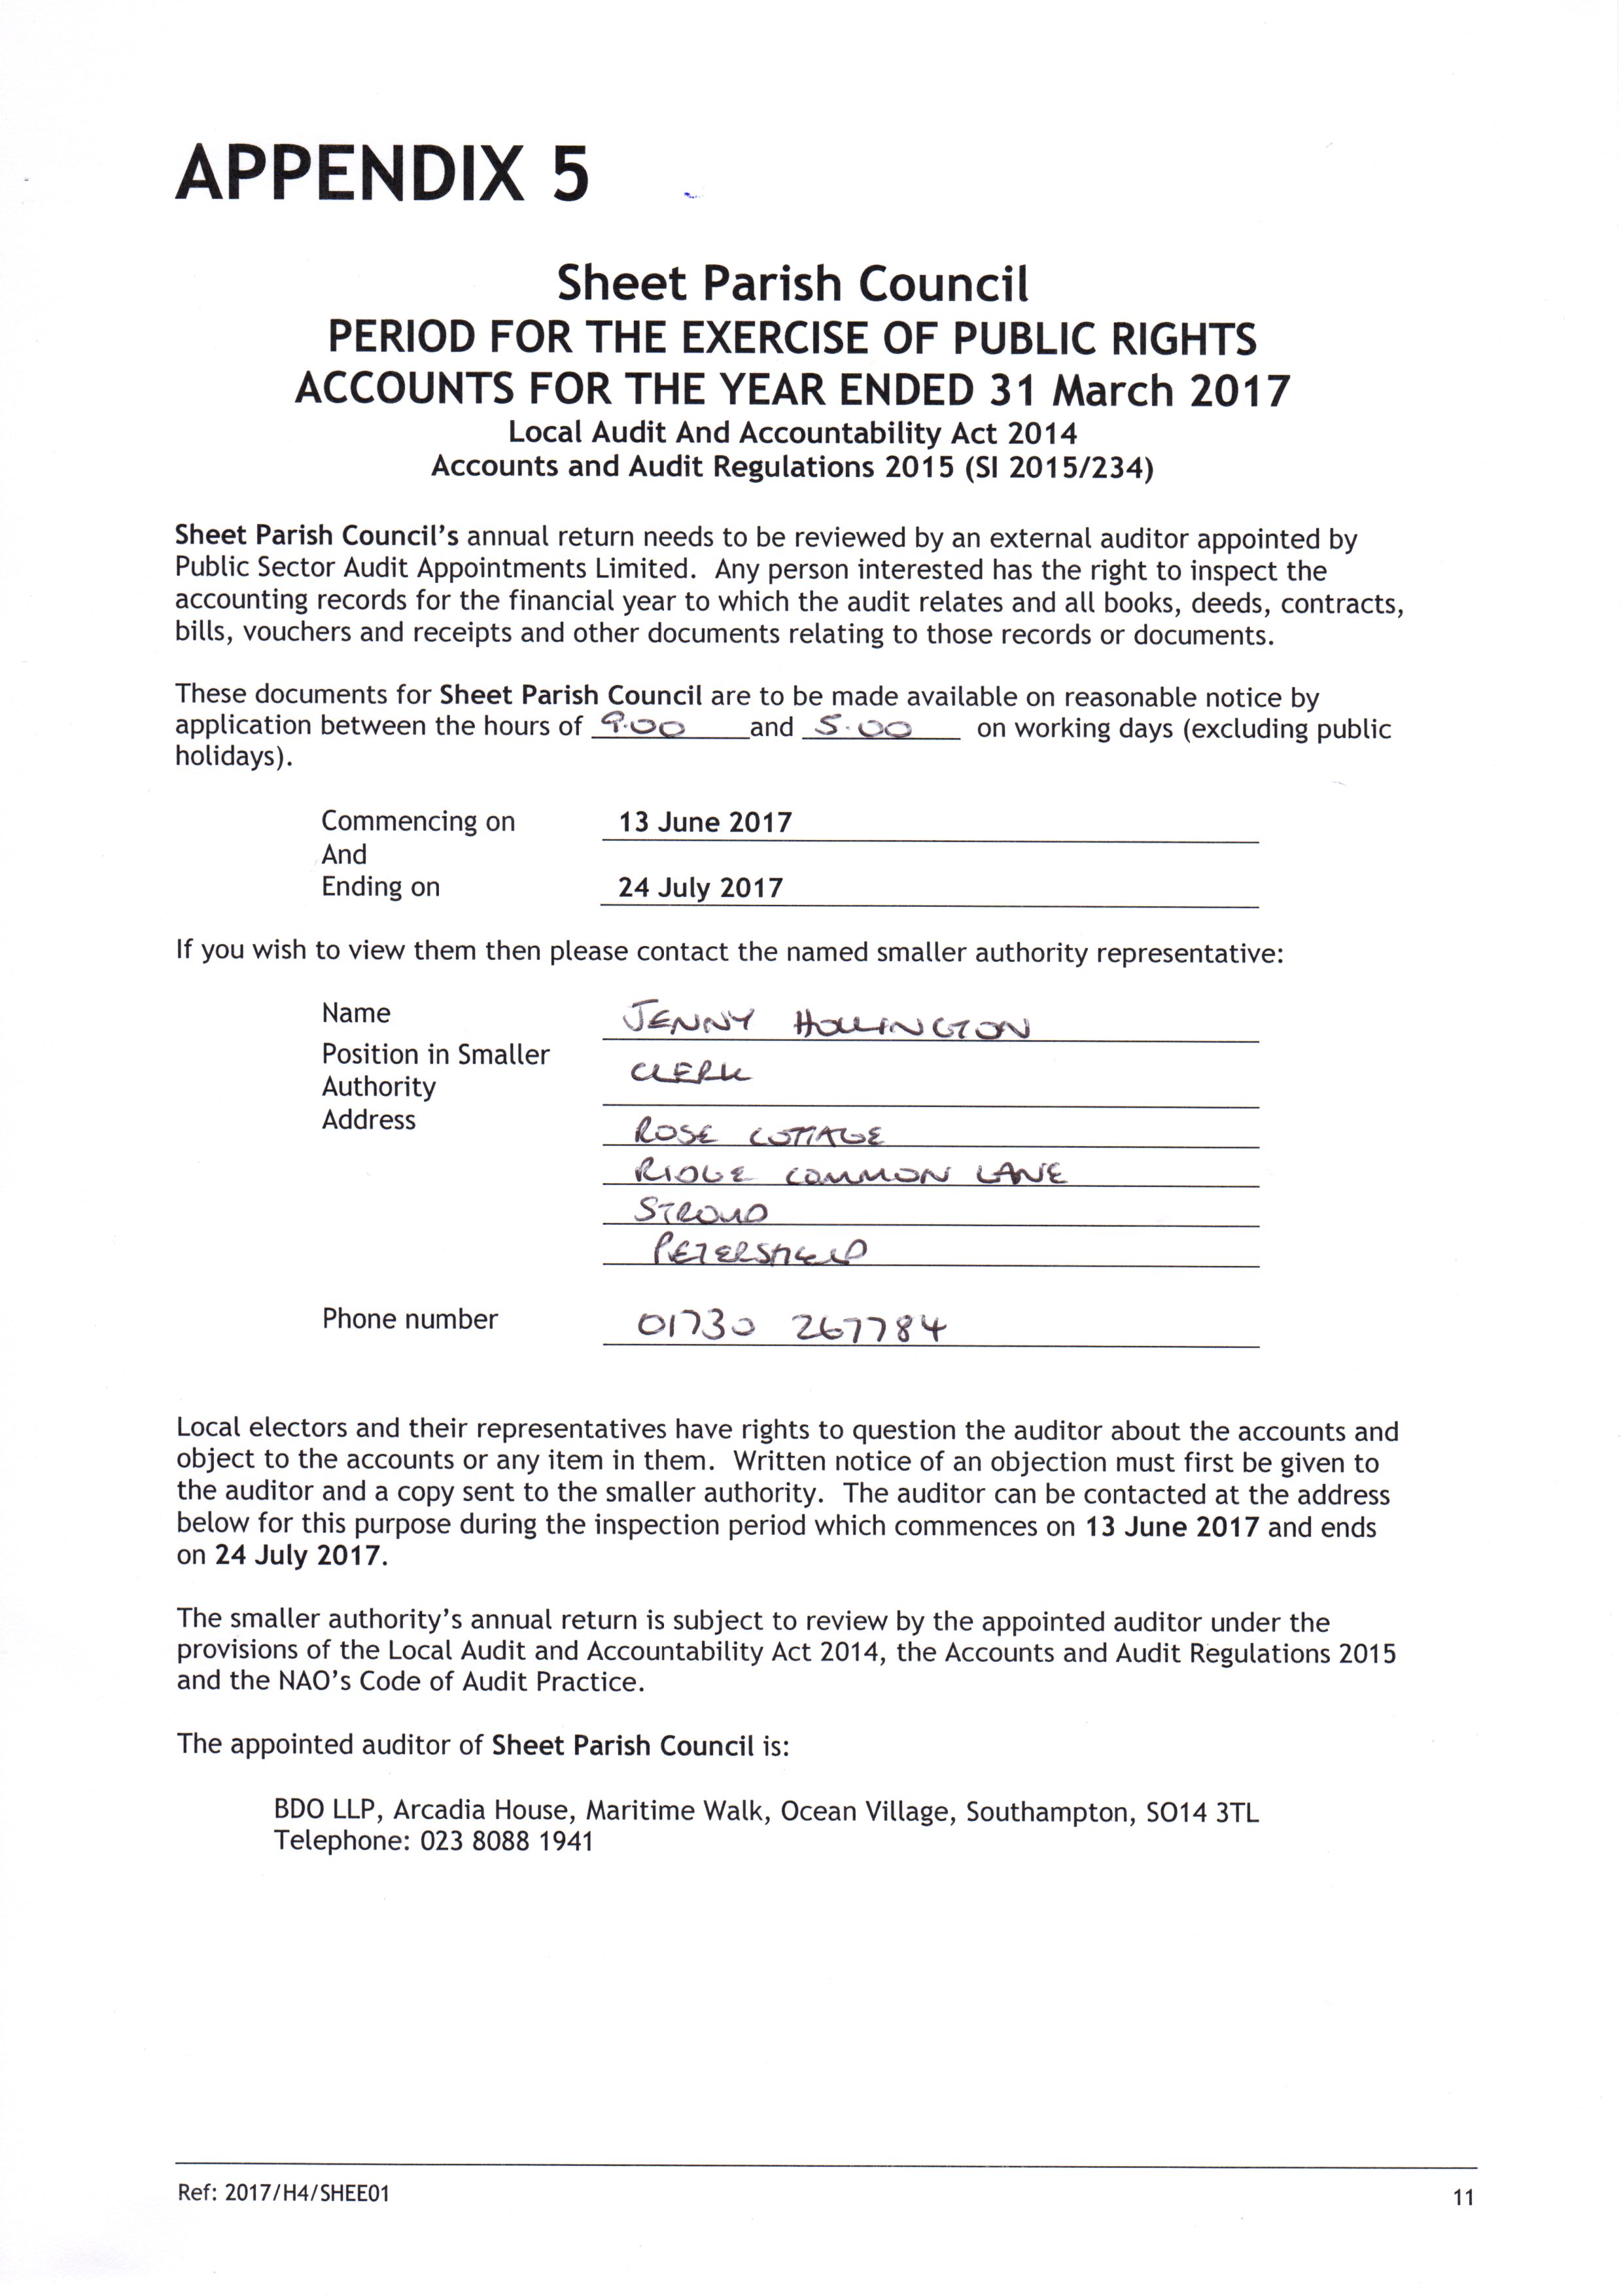 APPENDIX 5
Sheet Parish Council
PERIOD FOR THE EXERCISE OF PUBLIC RIGHTS
ACCOUNTS FOR THE YEAR ENDED 31 March 2017
Local Audit And Accountability Act 2014
Accounts and Audit Regulations 2015 (SI 2015/234)
Sheet Parish Council's annual return needs to be reviewed by an external auditor appointed by
Public Sector Audit Appointments Limited. Any person interested has the right to inspect the
accounting records for the financial year to which the audit relates and all books, deeds, contracts,
bills, vouchers and receipts and other documents relating to those records or documents.
These documents for Sheet Parish Council are to be made available on reasonable notice by
application between the hours of 9.00 and 5.00 on working days (excluding public
holidays).
Commencing on 13 June 2017
And
Ending on 24 July 2017
If you wish to view them then please contact the named smaller authority representative:
Name JENNY HOLLINGTON
Position in Smaller
Authority CLERK
Address ROSE COTTAGE
RIDGE COMMON LANE
STROUD
PETERSFIELD
Phone number 01730 267784
Local electors and their representatives have rights to question the auditor about the accounts and
object to the accounts or any item in them. Written notice of an objection must first be given to
the auditor and a copy sent to the smaller authority. The auditor can be contacted at the address
below for this purpose during the inspection period which commences on 13 June 2017 and ends
on 24 July 2017.
The smaller authority's annual return is subject to review by the appointed auditor under the
provisions of the Local Audit and Accountability Act 2014, the Accounts and Audit Regulations 2015
and the NAO's Code of Audit Practice.
The appointed auditor of Sheet Parish Council is:
BDO LLP, Arcadia House, Maritime Walk, Ocean Village, Southampton, SO14 3TL
Telephone: 023 8088 1941
Ref: 2017/H4/SHEE01 11